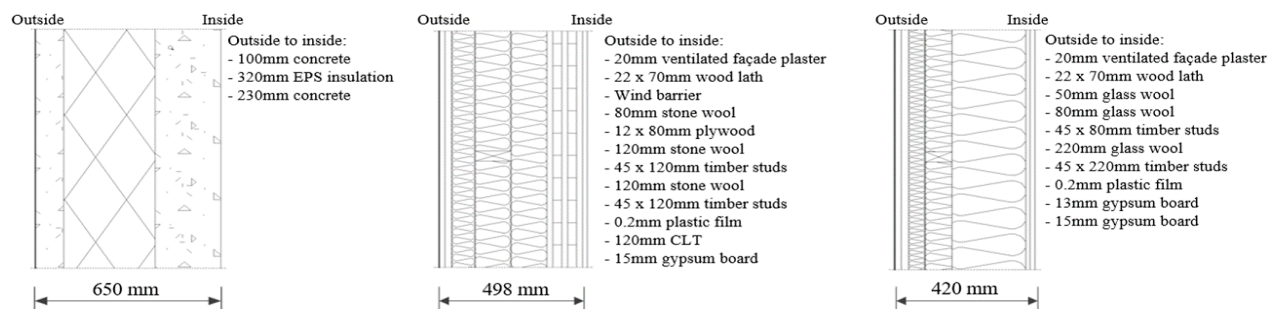 Outside Inside
Outside to inside:
- 100mm concrete
- 320mm EPS insulation
- 230mm concrete
650 mm
Outside Inside
Outside to inside:
- 20mm ventilated façade plaster
- 22 x 70mm wood lath
- Wind barrier
- 80mm stone wool
- 12 x 80mm plywood
- 120mm stone wool
- 45 x 120mm timber studs
- 120mm stone wool
- 45 x 120mm timber studs
- 0.2mm plastic film
- 120mm CLT
- 15mm gypsum board
498 mm
Outside Inside
Outside to inside:
- 20mm ventilated façade plaster
- 22 x 70mm wood lath
- 50mm glass wool
- 80mm glass wool
- 45 x 80mm timber studs
- 220mm glass wool
- 45 x 220mm timber studs
- 0.2mm plastic film
- 13mm gypsum board
- 15mm gypsum board
420 mm